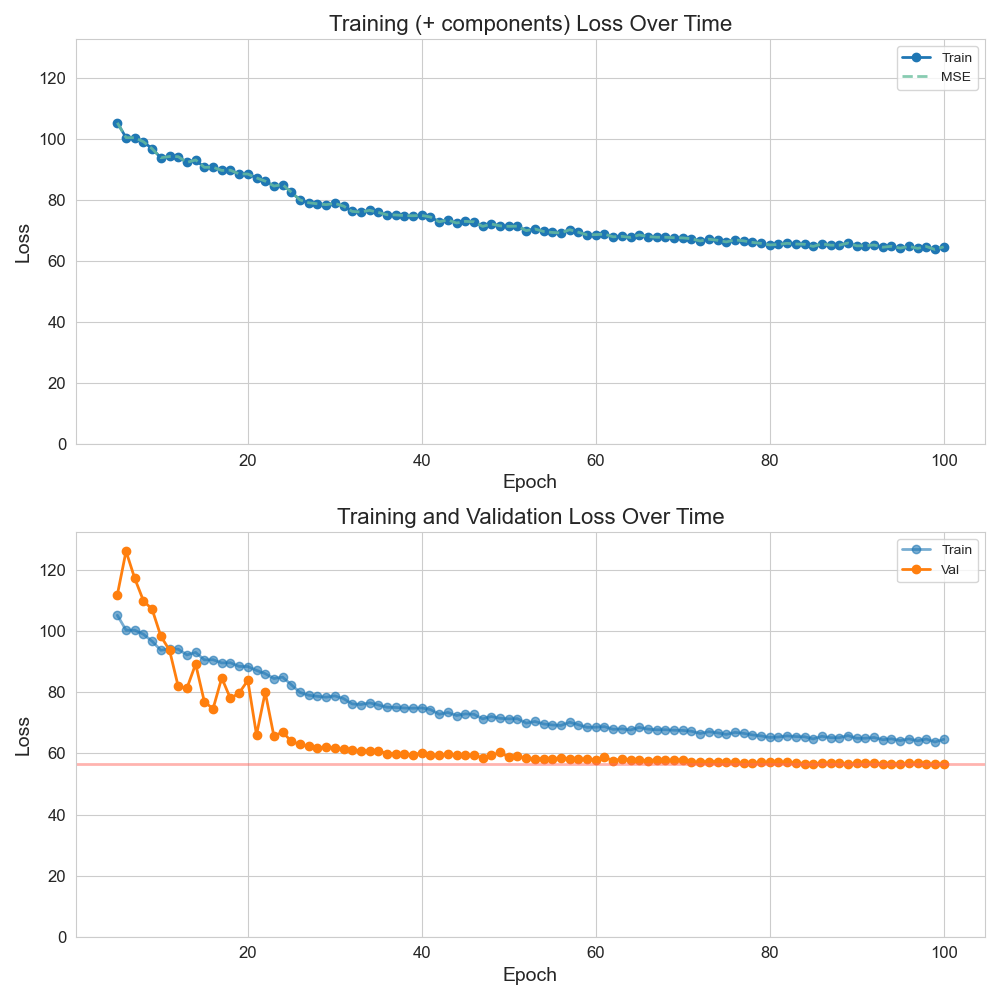 Training (+ components) Loss Over Time
Train
MSE
120
100
80
60
40
20
0
Loss
20 40 60 80 100
Epoch
Training and Validation Loss Over Time
Train
Val
120
100
80
60
40
20
0
Loss
20 40 60 80 100
Epoch